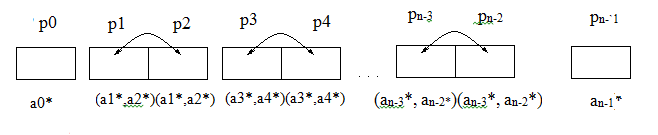 p0 p1 p2 p3 p4 pn-3 pn-2 pn-1
. . .
a0* (a1*,a2*)(a1*,a2*) (a3*,a4*)(a3*,a4*) (an-3*, an-2*)(an-3*, an-2*) an-1*